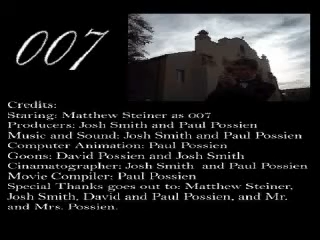 007
Credits:
Staring: Matthew Steiner as 007
Producers: Josh Smith and Paul Possien
Music and Sound: Josh Smith and Paul Possien
Computer Animation: Paul Possien
Goons: David Possien and Josh Smith
Cinamatographer: Josh Smith and Paul Possien
Movie Compiler: Paul Possien
Special Thanks goes out to: Matthew Steiner,
Josh Smith, David and Paul Possien, and Mr.
and Mrs. Possien.